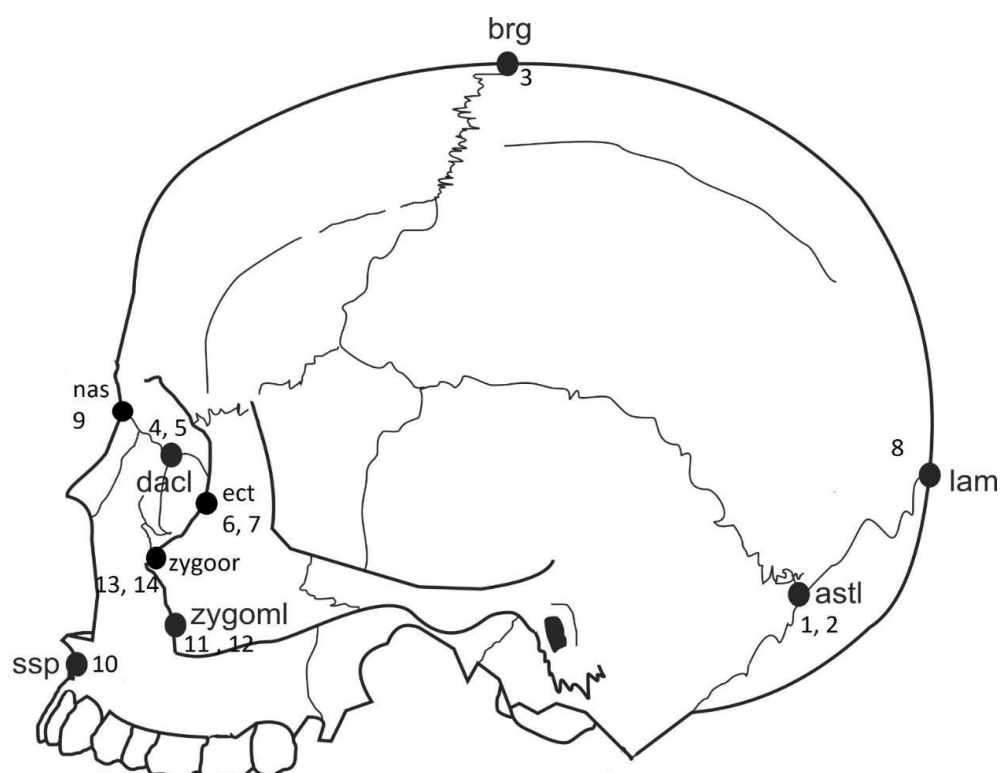 brg
3
nas
9
4, 5
dacl
ect
6, 7
8
lam
zygoor
13, 14
astl
1, 2
zygoml
11 , 12
ssp
10